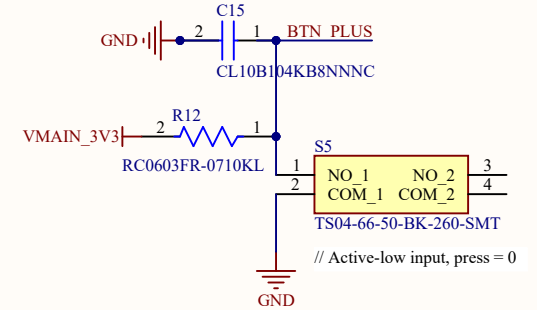 C15
GND
2
1
BTN_PLUS
CL10B104KB8NNNC
R12
VMAIN_3V3
2
1
RC0603FR-0710KL
S5
1
NO_1
NO_2
3
2
COM_1
COM_2
4
TS04-66-50-BK-260-SMT
// Active-low input, press = 0
GND